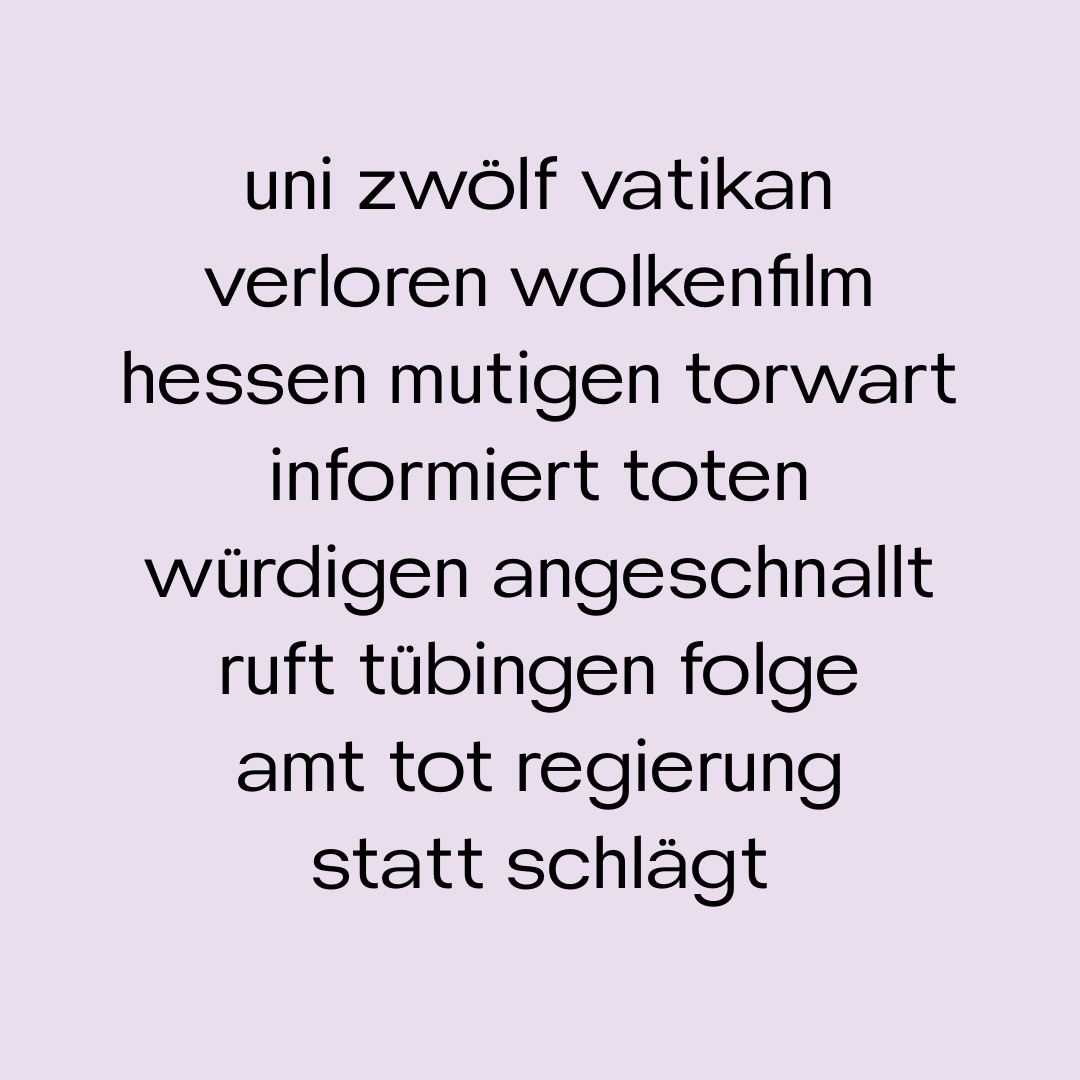 uni zwölf vatikan
verloren wolkenfilm
hessen mutigen torwart
informiert toten
würdigen angeschnallt
ruft tübingen folge
amt tot regierung
statt schlägt